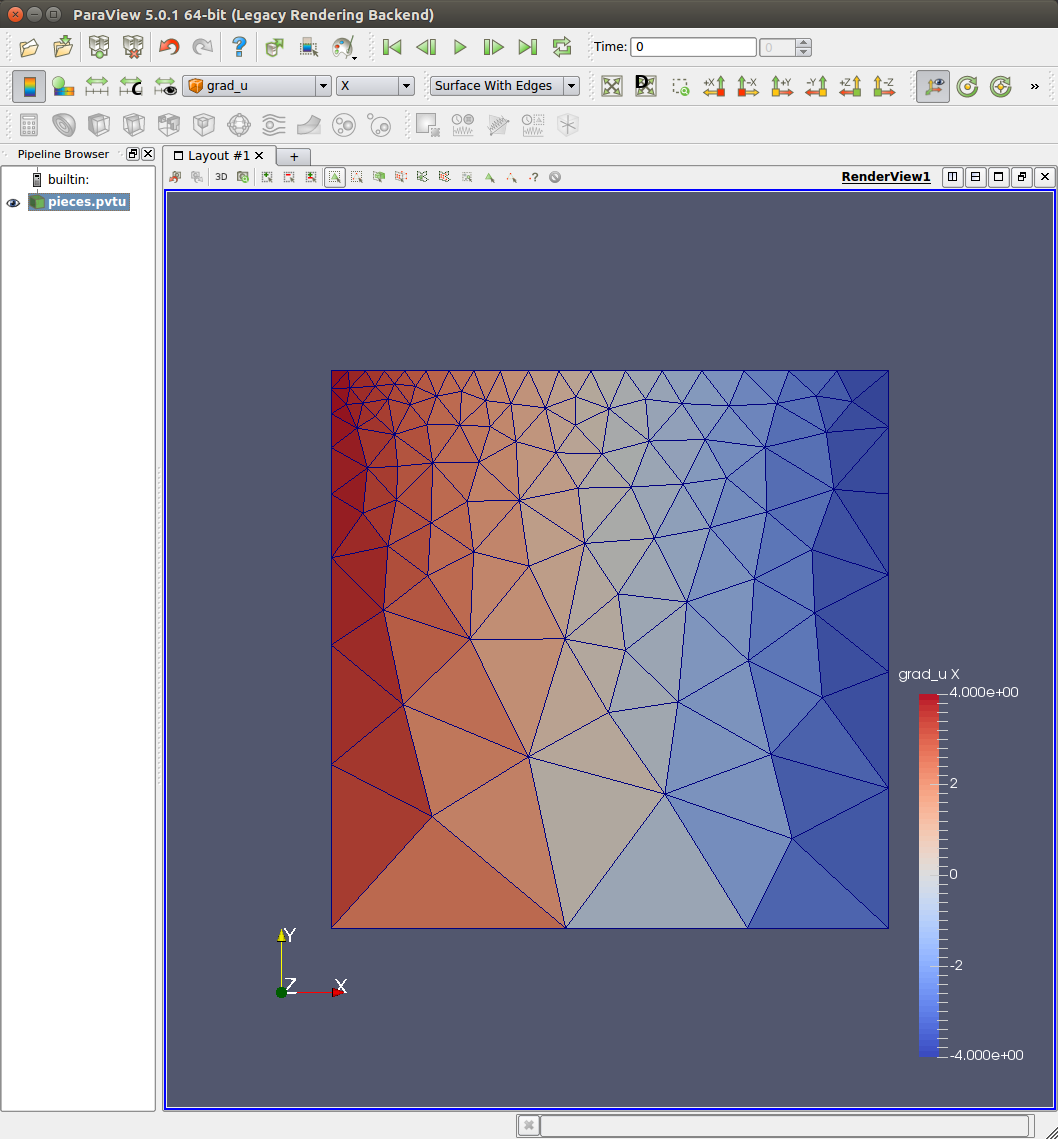 ParaView 5.0.1 64-bit (Legacy Rendering Backend)
Time: 0 0
C grad_u X Surface With Edges D +X -X +Y -Y +Z -Z »
Pipeline Browser
Layout #1 +
builtin:
3D ? RenderView1
pieces.pvtu
grad_u X
4.000e+00
2
0
-2
-4.000e+00
Y
Z X